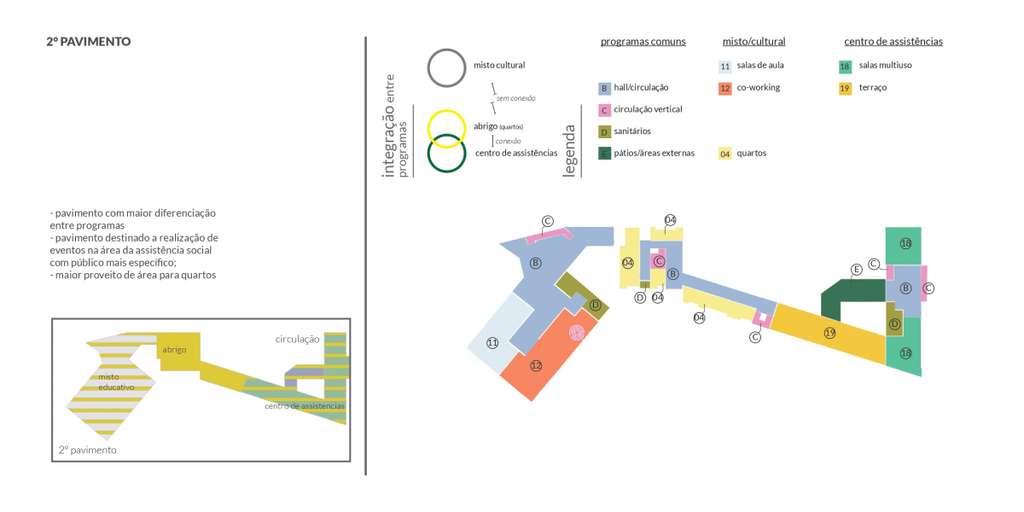 2º PAVIMENTO
- pavimento com maior diferenciação
entre programas
- pavimento destinado a realização de
eventos na área da assistência social
com público mais específico;
- maior proveito de área para quartos
abrigo
misto
educativo
circulação
centro de assistencias
2º pavimento
integração entre
programas
misto cultural
sem conexão
abrigo (quartos)
conexão
centro de assistências
legenda
programas comuns
B hall/circulação
C circulação vertical
D sanitários
E pátios/áreas externas
misto/cultural
11 salas de aula
12 co-working
04 quartos
centro de assistências
18 salas multiuso
19 terraço
C
B
D
11
12
04
04
C
B
D
04
04
C
E
19
18
C
B
C
D
18